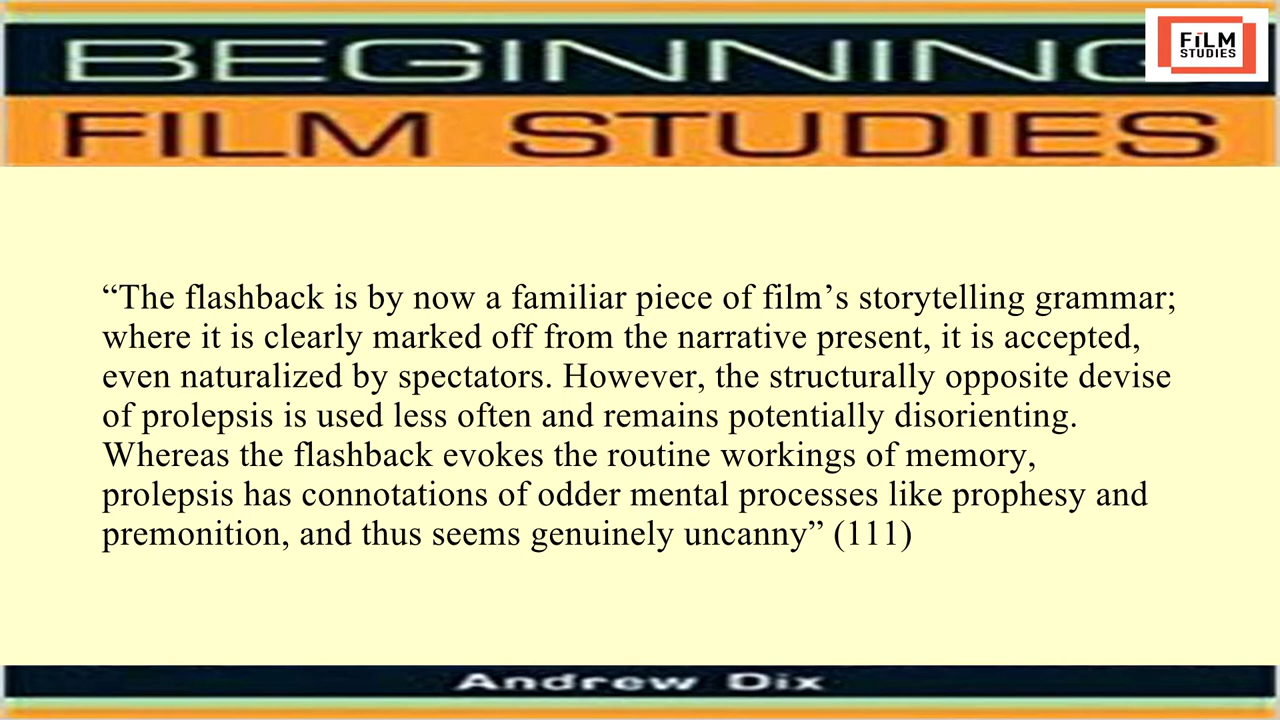 BEGINNING
FiLM
STUDIES
FILM STUDIES
“The flashback is by now a familiar piece of film’s storytelling grammar;
where it is clearly marked off from the narrative present, it is accepted,
even naturalized by spectators. However, the structurally opposite devise
of prolepsis is used less often and remains potentially disorienting.
Whereas the flashback evokes the routine workings of memory,
prolepsis has connotations of odder mental processes like prophesy and
premonition, and thus seems genuinely uncanny” (111)
Andrew Dix